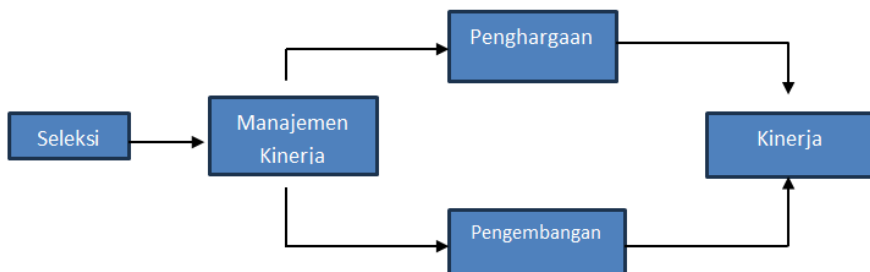 Seleksi
Manajemen
Kinerja
Penghargaan
Pengembangan
Kinerja